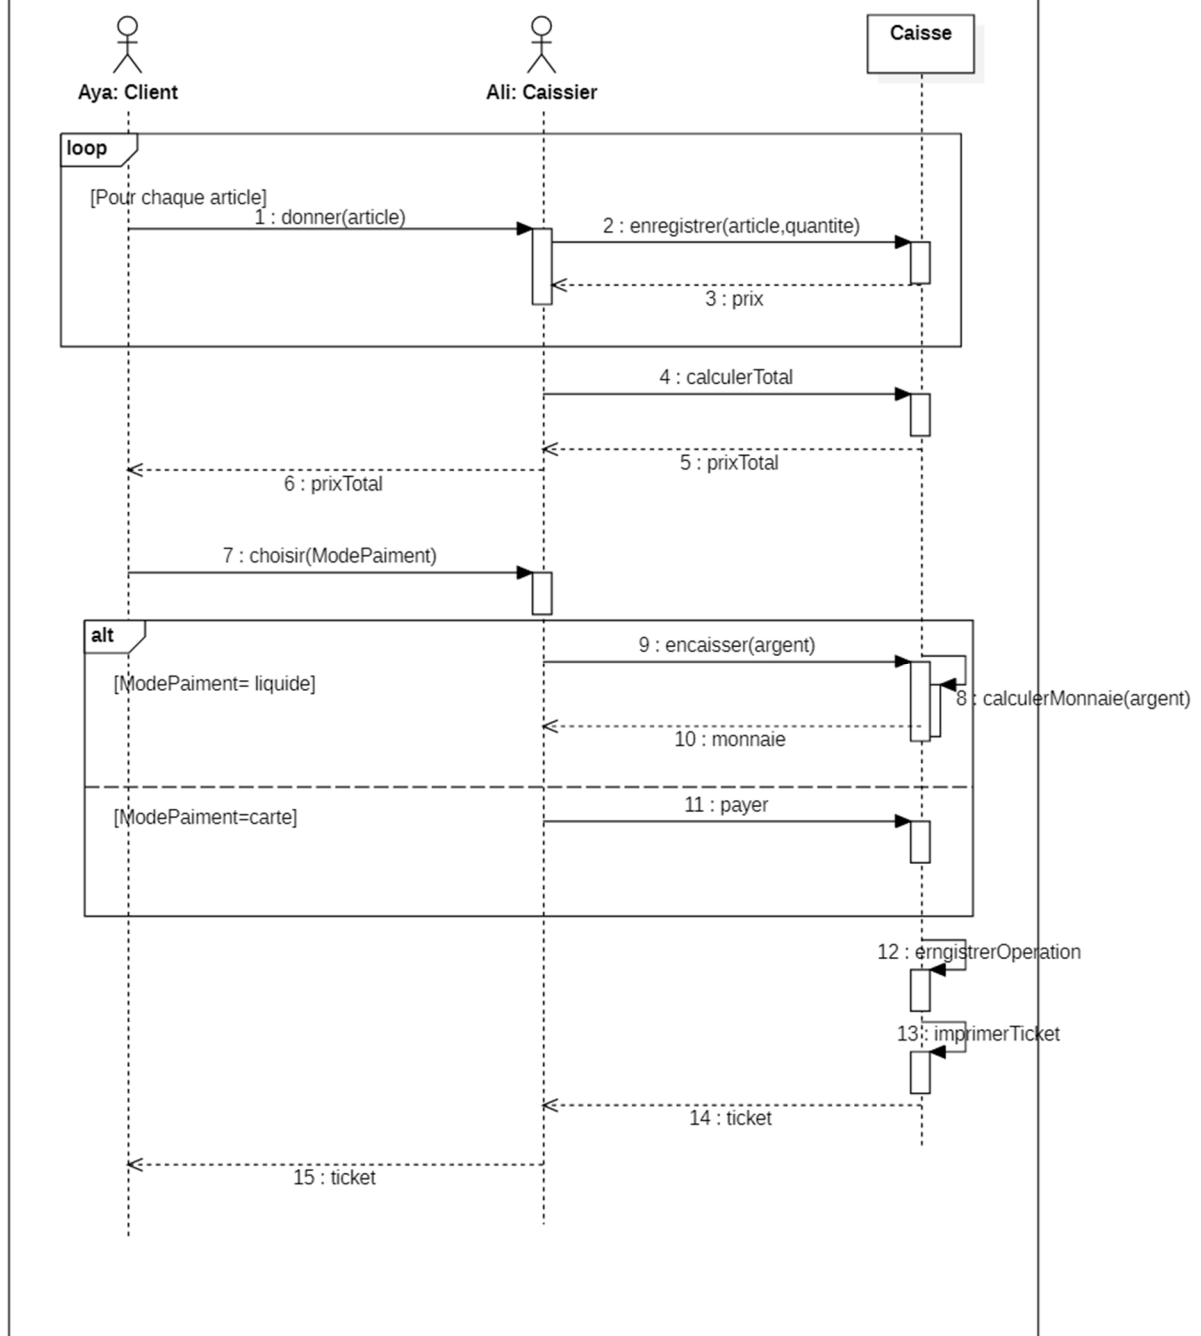 Aya: Client
Ali: Caissier
Caisse
loop
[Pour chaque article]
1 : donner(article)
2 : enregistrer(article,quantite)
3 : prix
4 : calculerTotal
5 : prixTotal
6 : prixTotal
7 : choisir(ModePaiment)
alt
9 : encaisser(argent)
[ModePaiment= liquide]
8 : calculerMonnaie(argent)
10 : monnaie
11 : payer
[ModePaiment=carte]
12 : erngistrerOperation
13 : imprimerTicket
14 : ticket
15 : ticket